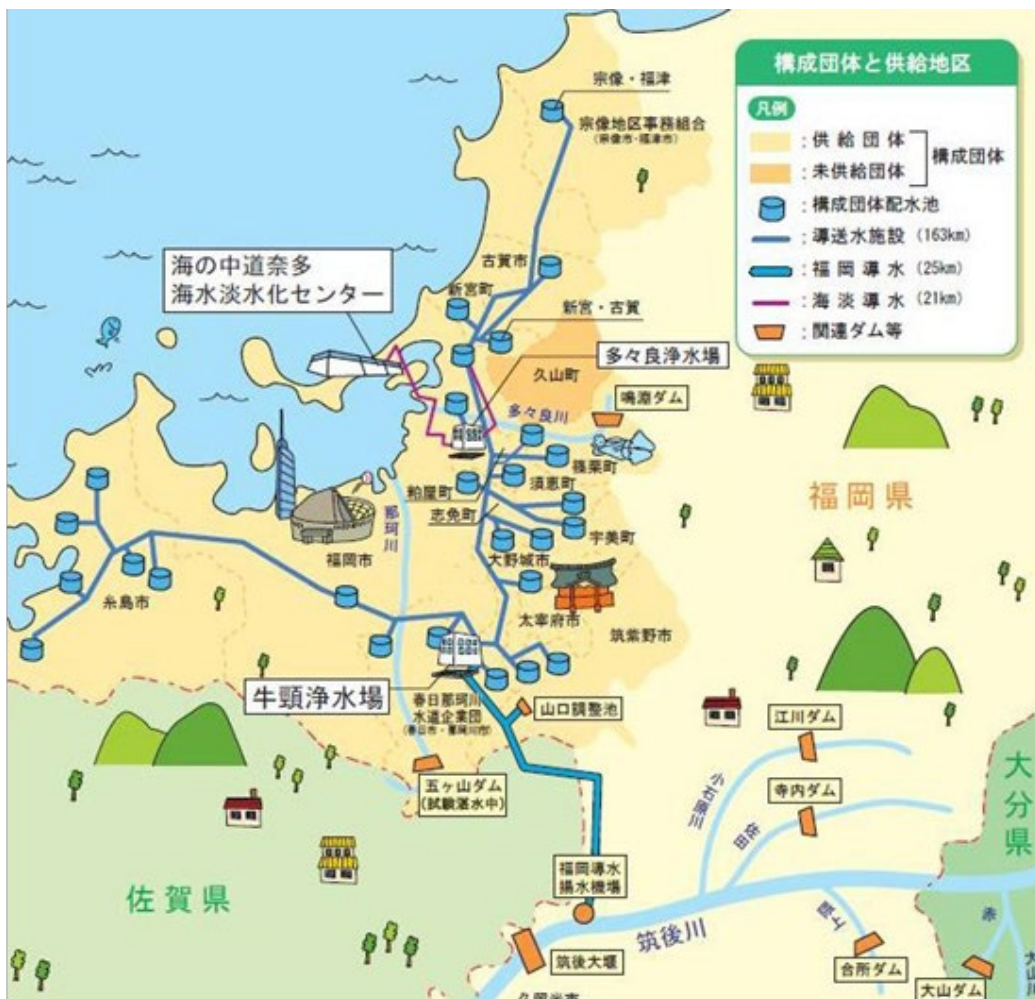 構成団体と供給地区
凡例
：供給団体
：未供給団体
構成団体
：構成団体配水池
：導送水施設（163km）
：福岡導水（25km）
：海淡導水（21km）
：関連ダム等
宗像・福津
宗像地区事務組合
（宗像市・福津市）
海の中道奈多
海水淡水化センター
古賀市
新宮町
新宮・古賀
多々良浄水場
久山町
鳴淵ダム
多々良川
篠栗町
須恵町
粕屋町
志免町
宇美町
福岡県
那珂川
福岡市
大野城市
糸島市
太宰府市
筑紫野市
牛頸浄水場
春日那珂川
水道企業団
（春日市・那珂川市）
山口調整池
五ヶ山ダム
（試験湛水中）
江川ダム
小石原川
寺内ダム
佐田
大分県
佐賀県
福岡導水
揚水機場
筑後川
筑後大堰
合所ダム
大山ダム
赤
久留米市